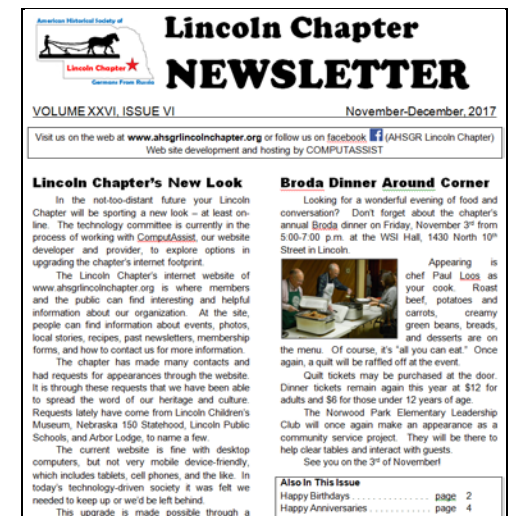 American Historical Society of
Lincoln Chapter
Germans From Russia
Lincoln Chapter
NEWSLETTER
VOLUME XXVI, ISSUE VI
November-December, 2017
Visit us on the web at www.ahsgrlincolnchapter.org or follow us on facebook f (AHSGR Lincoln Chapter)
Web site development and hosting by COMPUTASSIST
Lincoln Chapter's New Look
In the not-too-distant future your Lincoln
Chapter will be sporting a new look – at least on-
line. The technology committee is currently in the
process of working with ComputAssist, our website
developer and provider, to explore options in
upgrading the chapter's internet footprint.
The Lincoln Chapter's internet website of
www.ahsgrlincolnchapter.org is where members
and the public can find interesting and helpful
information about our organization. At the site,
people can find information about events, photos,
local stories, recipes, past newsletters, membership
forms, and how to contact us for more information.
The chapter has made many contacts and
had requests for appearances through the website.
It is through these requests that we have been able
to spread the word of our heritage and culture.
Requests lately have come from Lincoln Children's
Museum, Nebraska 150 Statehood, Lincoln Public
Schools, and Arbor Lodge, to name a few.
The current website is fine with desktop
computers, but not very mobile device-friendly,
which includes tablets, cell phones, and the like. In
today's technology-driven society it was felt we
needed to keep up or we'd be left behind.
This upgrade is made possible through a
Broda Dinner Around Corner
Looking for a wonderful evening of food and
conversation? Don't forget about the chapter's
annual Broda dinner on Friday, November 3rd from
5:00-7:00 p.m. at the WSI Hall, 1430 North 10th
Street in Lincoln.
Appearing is
chef Paul Loos as
your cook. Roast
beef, potatoes and
carrots, creamy
green beans, breads,
and desserts are on
the menu. Of course, it's "all you can eat." Once
again, a quilt will be raffled off at the event.
Quilt tickets may be purchased at the door.
Dinner tickets remain again this year at $12 for
adults and $6 for those under 12 years of age.
The Norwood Park Elementary Leadership
Club will once again make an appearance as a
community service project. They will be there to
help clear tables and interact with guests.
See you on the 3rd of November!
Also In This Issue
Happy Birthdays . . . . . . . . . . . . . . page 2
Happy Anniversaries . . . . . . . . . . . page 4